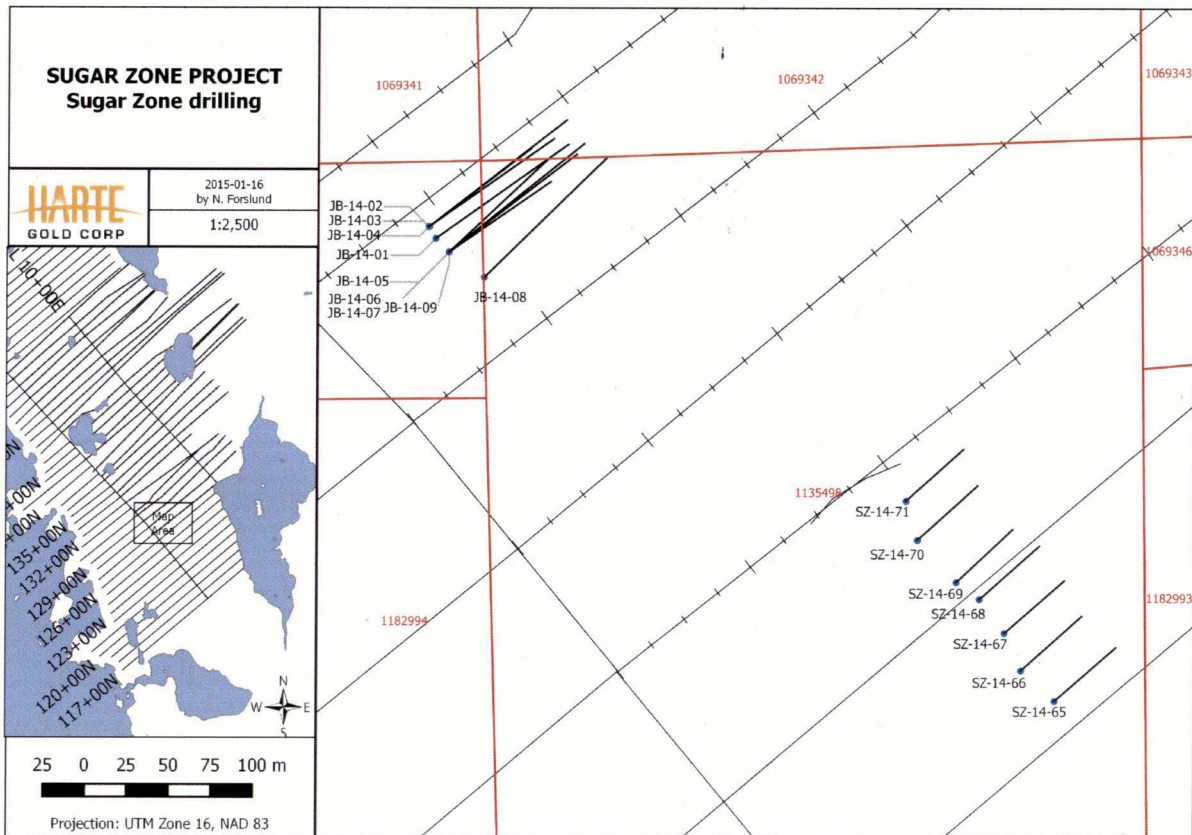 SUGAR ZONE PROJECT
Sugar Zone drilling
HARTE
GOLD CORP
2015-01-16
by N. Forslund
1:2,500
L 10+00E
Map
Area
135+00N
132+00N
129+00N
126+00N
123+00N
120+00N
117+00N
N
W E
S
25 0 25 50 75 100 m
Projection: UTM Zone 16, NAD 83
1069341
1069342
1069343
JB-14-02
JB-14-03
JB-14-04
JB-14-01
JB-14-05
JB-14-06
JB-14-07
JB-14-09
JB-14-08
1069346
1135498
SZ-14-71
SZ-14-70
SZ-14-69
SZ-14-68
SZ-14-67
SZ-14-66
SZ-14-65
1182994
1182993